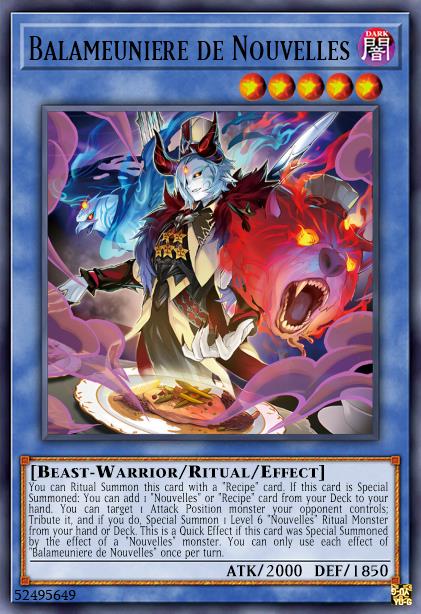 BALAMEUNIERE DE NOUVELLES
DARK
闇
[BEAST-WARRIOR/RITUAL/EFFECT]
You can Ritual Summon this card with a "Recipe" card. If this card is Special
Summoned: You can add 1 "Nouvelles" or "Recipe" card from your Deck to your
hand. You can target 1 Attack Position monster your opponent controls;
Tribute it, and if you do, Special Summon 1 Level 6 "Nouvelles" Ritual Monster
from your hand or Deck. This is a Quick Effect if this card was Special Summoned
by the effect of a "Nouvelles" monster. You can only use each effect of
"Balameuniere de Nouvelles" once per turn.
ATK/2000 DEF/1850
52495649